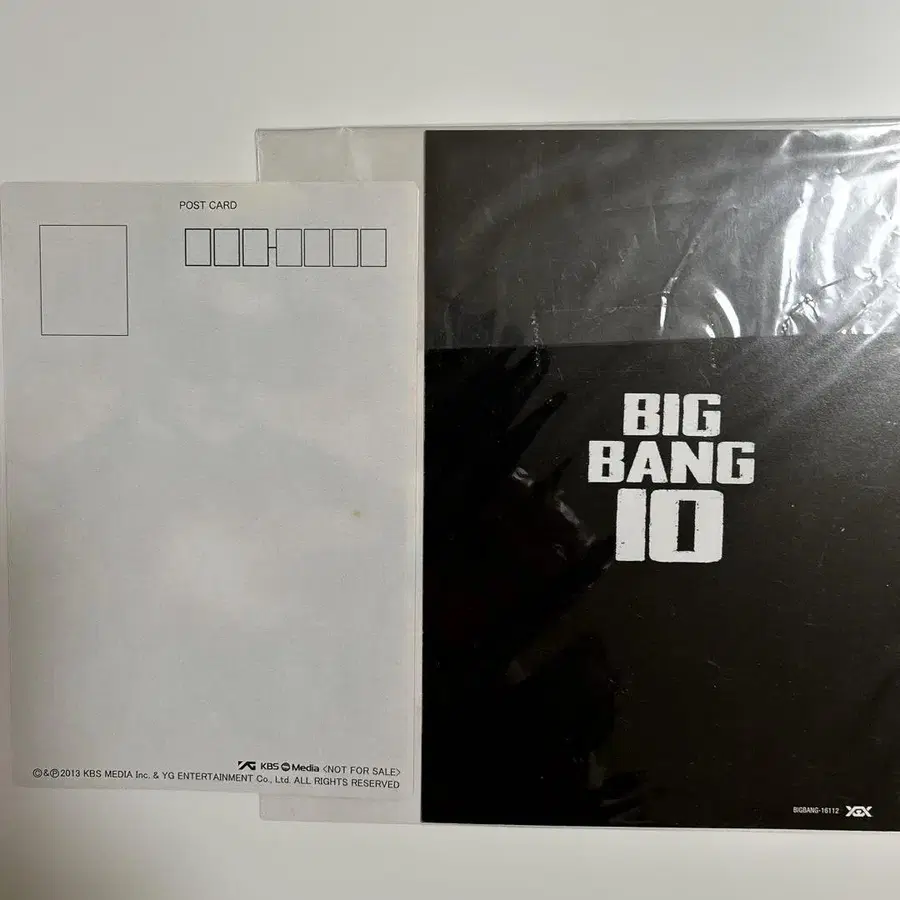 POST CARD
YG KBS Media <NOT FOR SALE>
©&℗2013 KBS MEDIA Inc. & YG ENTERTAINMENT Co., Ltd. ALL RIGHTS RESERVED
BIG
BANG
10
BIGBANG-16112